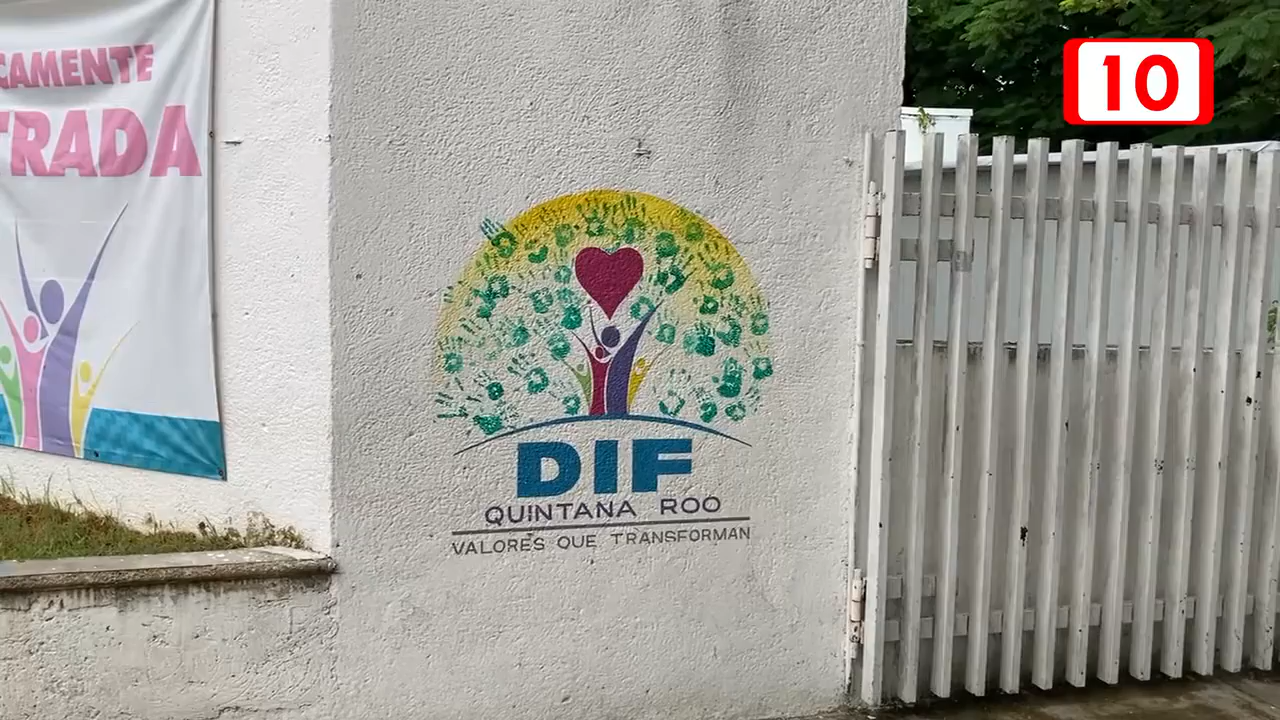 CAMENTE
TRADA
10
DIF
QUINTANA ROO
VALORES QUE TRANSFORMAN